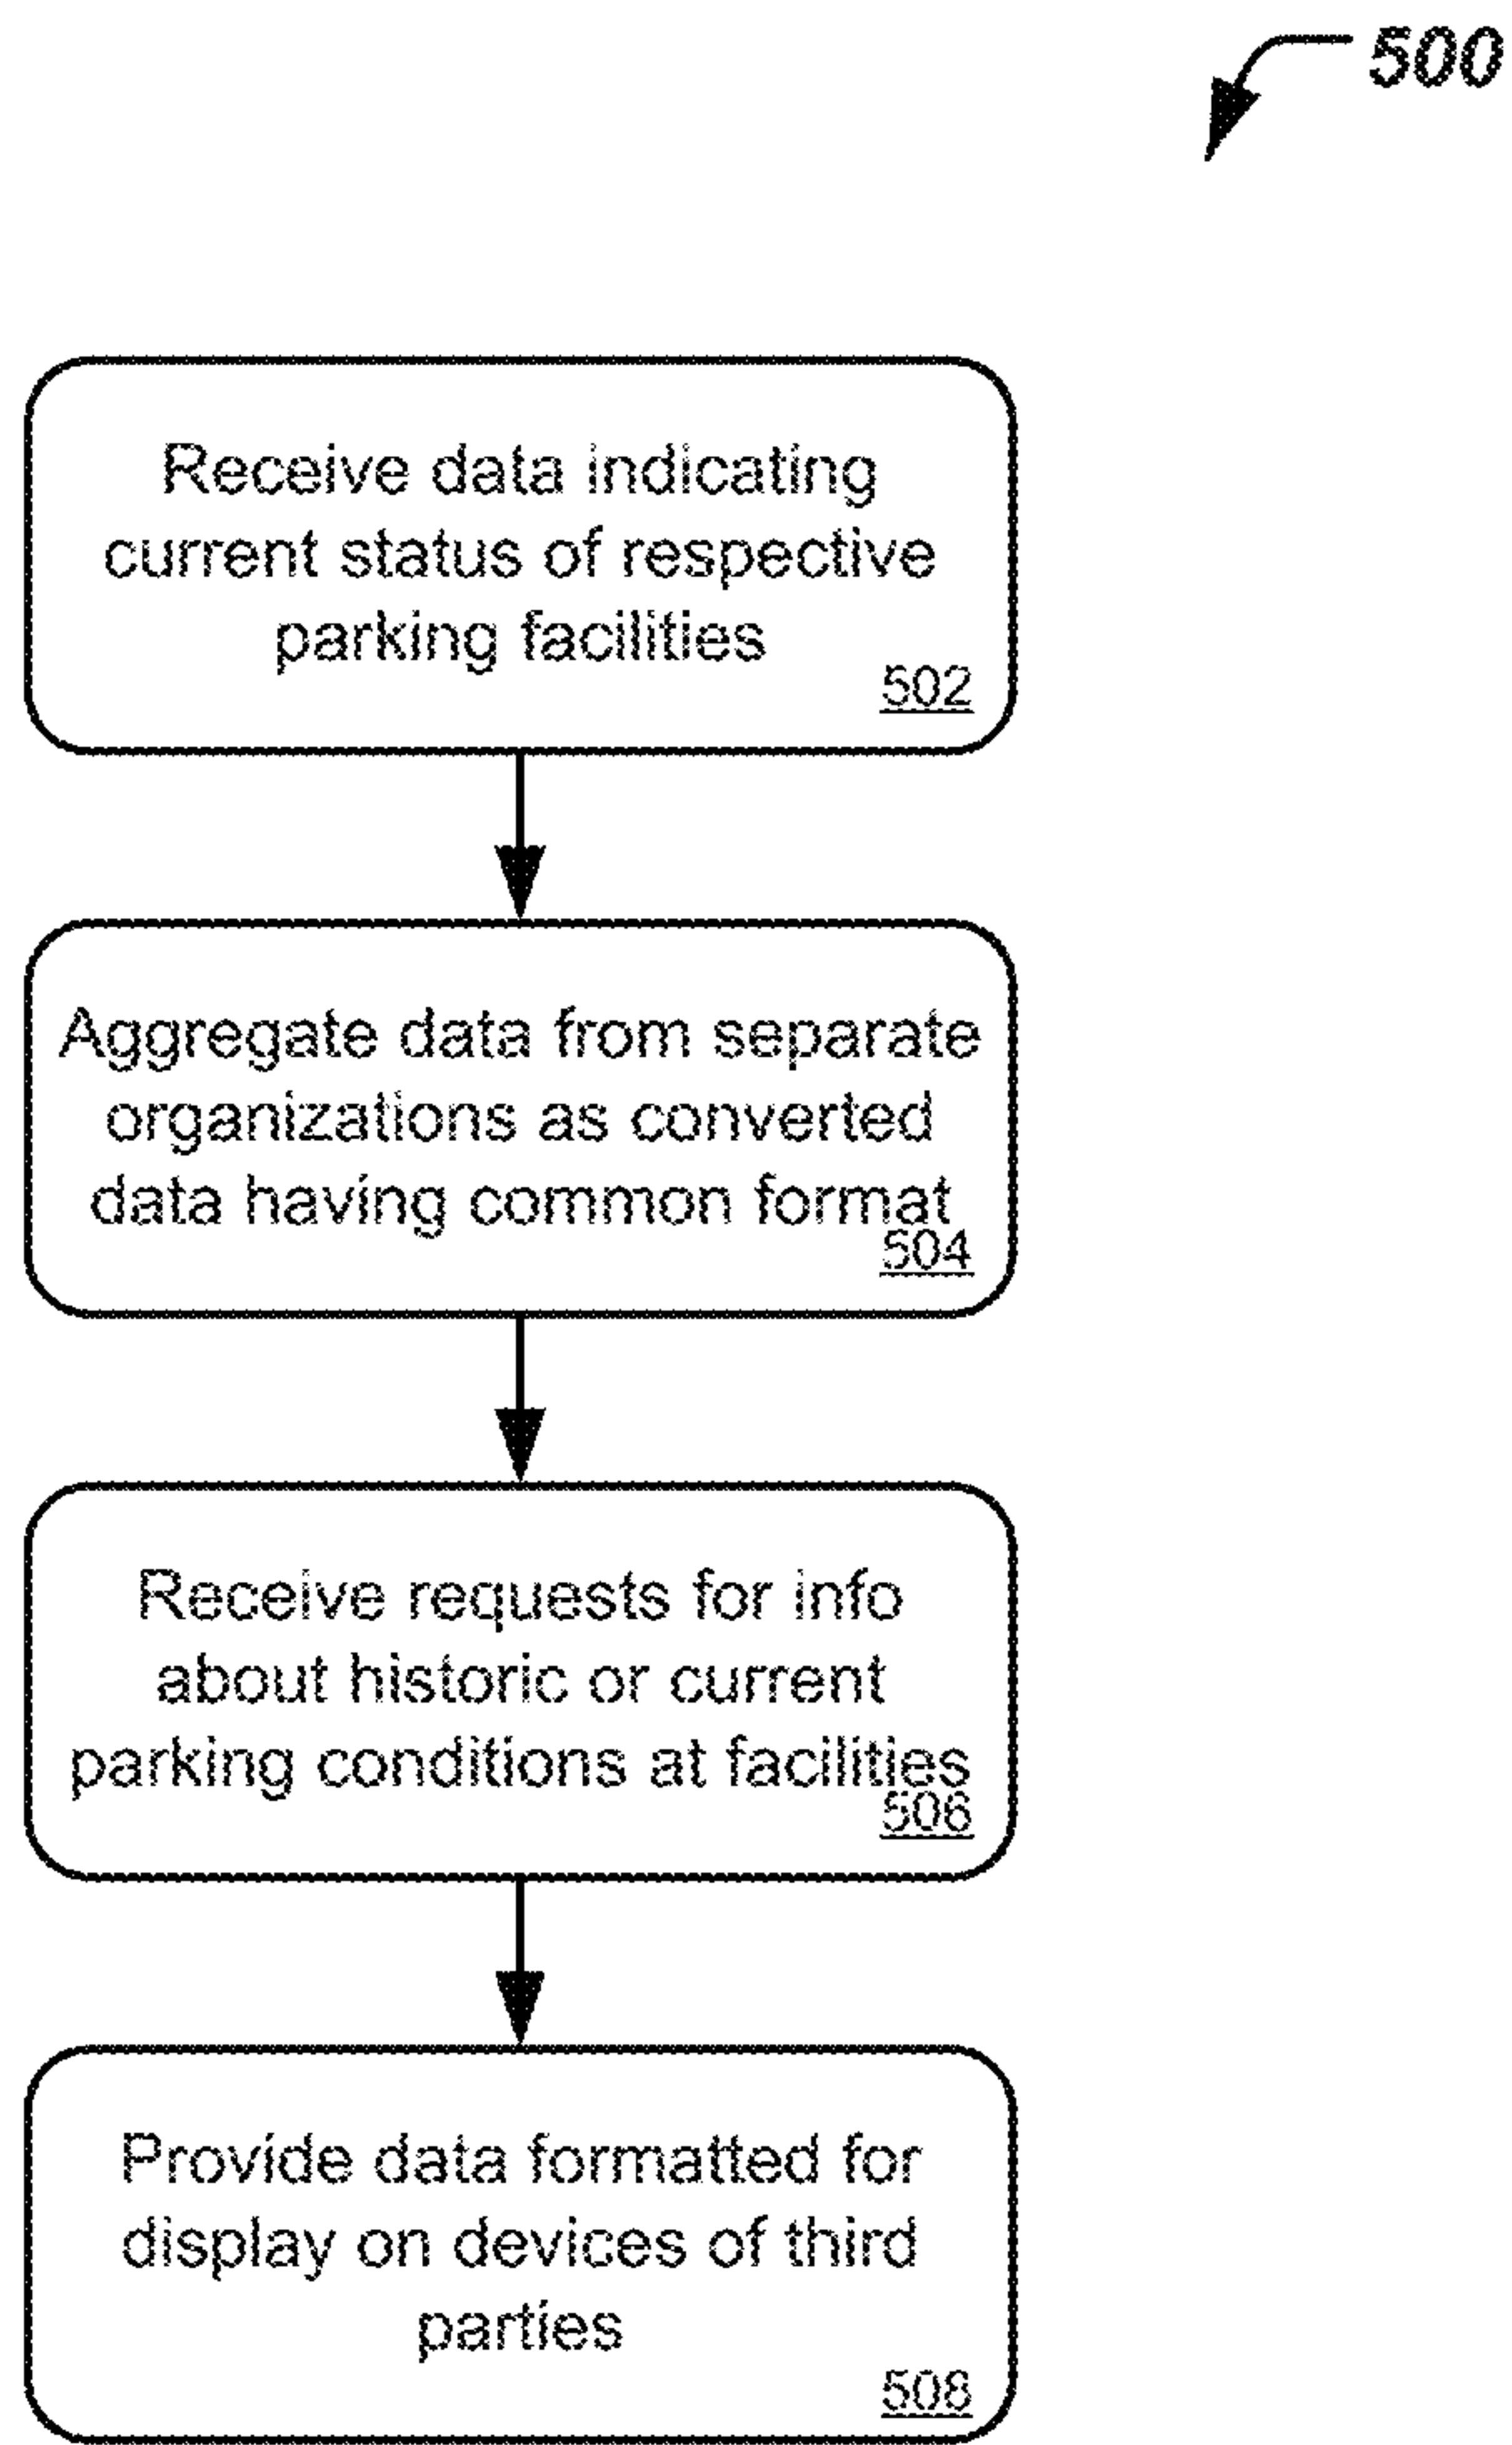 500
Receive data indicating
current status of respective
parking facilities
502
Aggregate data from separate
organizations as converted
data having common format
504
Receive requests for info
about historic or current
parking conditions at facilities
506
Provide data formatted for
display on devices of third
parties
508